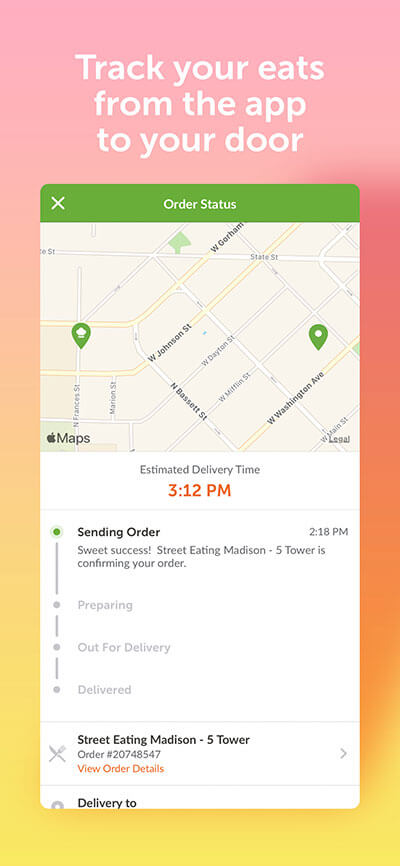 Track your eats
from the app
to your door
Order Status
W Gorham
State St
State St
W Johnson St
W Dayton St
W Mifflin St
W Washington Ave
N Bassett St
N Frances St
Marion St
W Main St
Maps
Legal
Estimated Delivery Time
3:12 PM
Sending Order 2:18 PM
Sweet success! Street Eating Madison - 5 Tower is
confirming your order.
Preparing
Out For Delivery
Delivered
Street Eating Madison - 5 Tower
Order #20748547
View Order Details
Delivery to